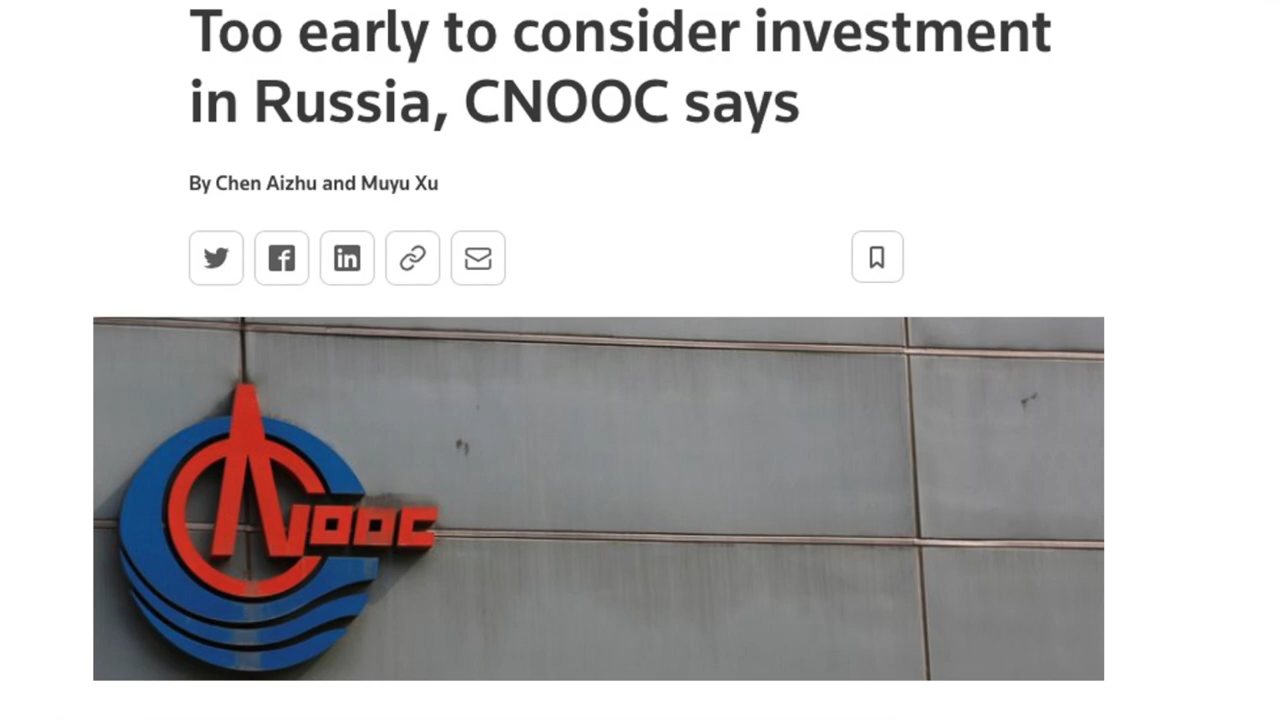 Too early to consider investment
in Russia, CNOOC says
By Chen Aizhu and Muyu Xu
CNOOC